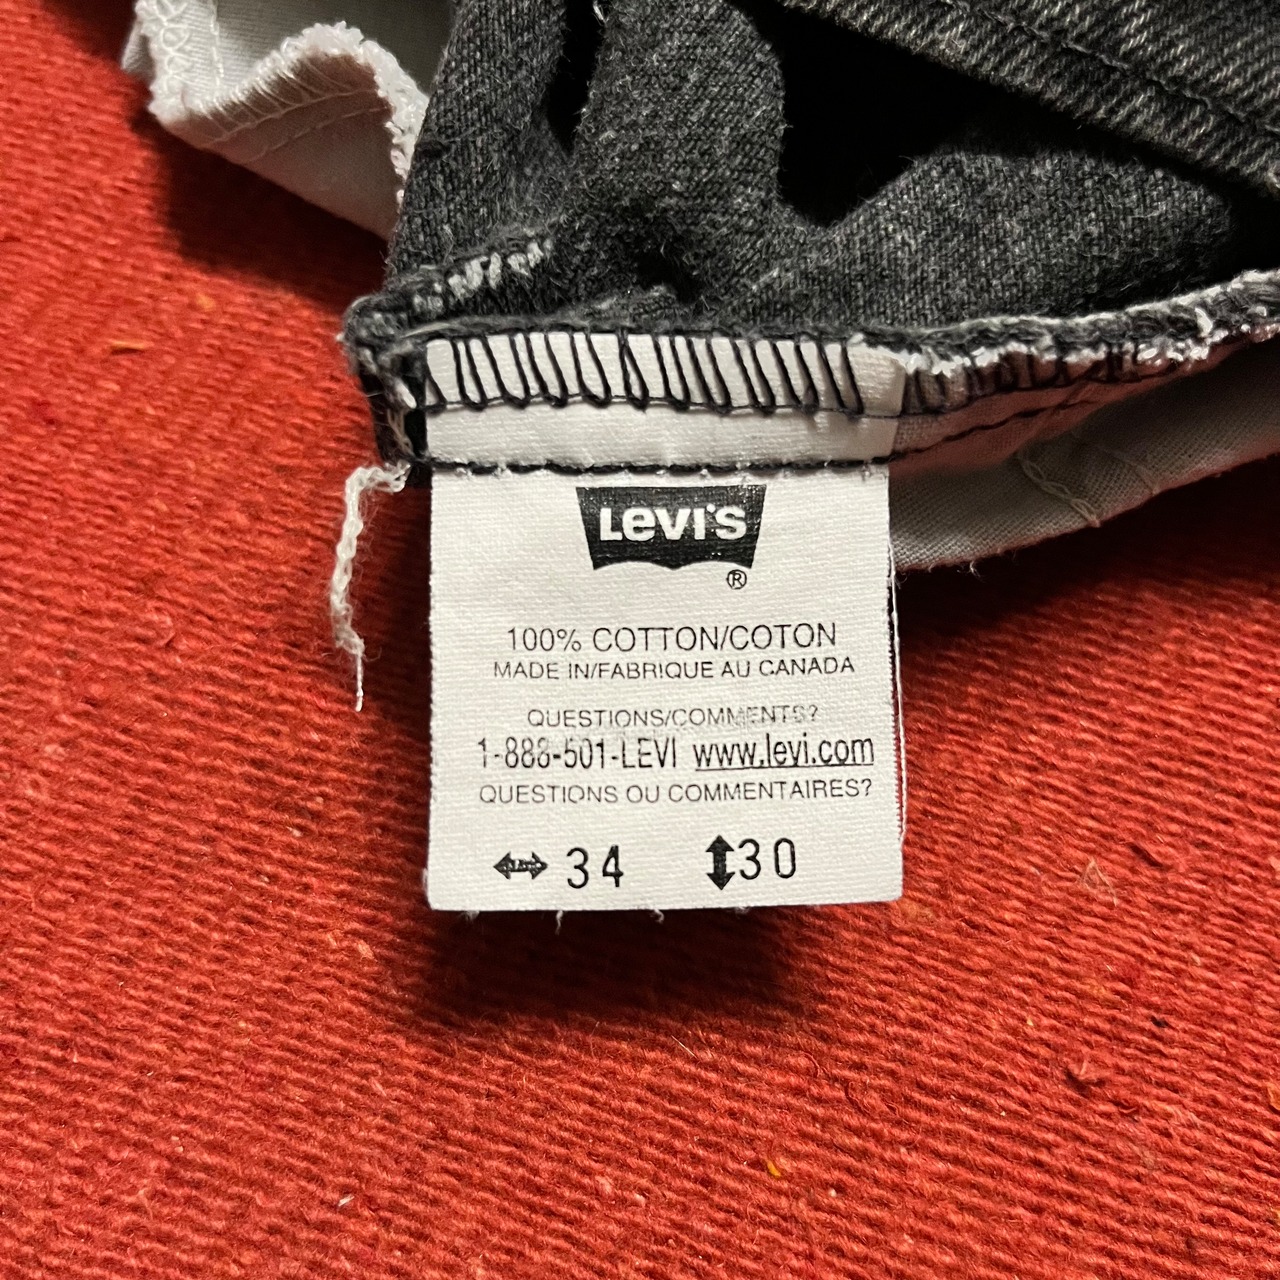 Levi's
®
100% COTTON/COTON
MADE IN/FABRIQUE AU CANADA
QUESTIONS/COMMENTS?
1-888-501-LEVI www.levi.com
QUESTIONS OU COMMENTAIRES?
34 30